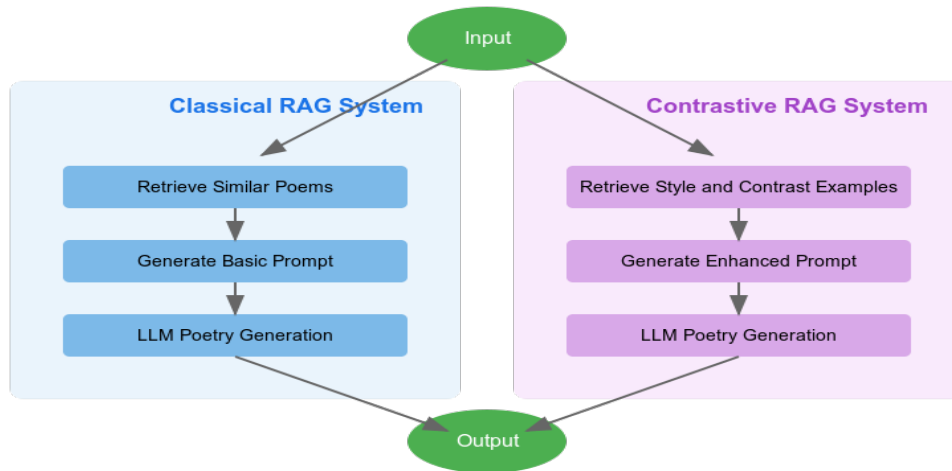 Input
Classical RAG System
Retrieve Similar Poems
Generate Basic Prompt
LLM Poetry Generation
Contrastive RAG System
Retrieve Style and Contrast Examples
Generate Enhanced Prompt
LLM Poetry Generation
Output